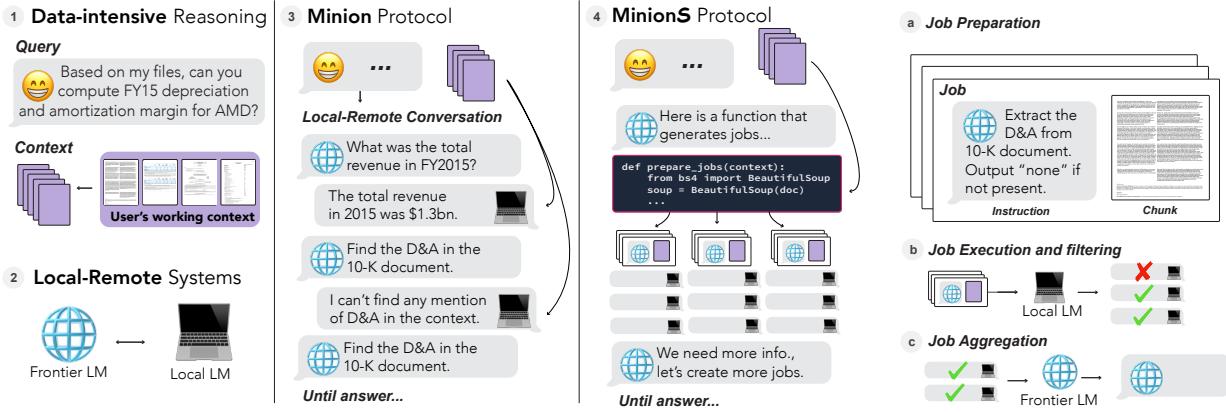 1 Data-intensive Reasoning
Query
Based on my files, can you
compute FY15 depreciation
and amortization margin for AMD?
Context
User's working context
2 Local-Remote Systems
Frontier LM
Local LM
3 Minion Protocol
...
Local-Remote Conversation
What was the total
revenue in FY2015?
The total revenue
in 2015 was $1.3bn.
Find the D&A in the
10-K document.
I can't find any mention
of D&A in the context.
Find the D&A in the
10-K document.
Until answer...
4 MinionS Protocol
...
Here is a function that
generates jobs...
def prepare_jobs(context):
from bs4 import BeautifulSoup
soup = BeautifulSoup(doc)
...
We need more info.,
let's create more jobs.
Until answer...
a Job Preparation
Job
Extract the
D&A from
10-K document.
Output "none" if
not present.
Instruction
Chunk
b Job Execution and filtering
Local LM
c Job Aggregation
Frontier LM